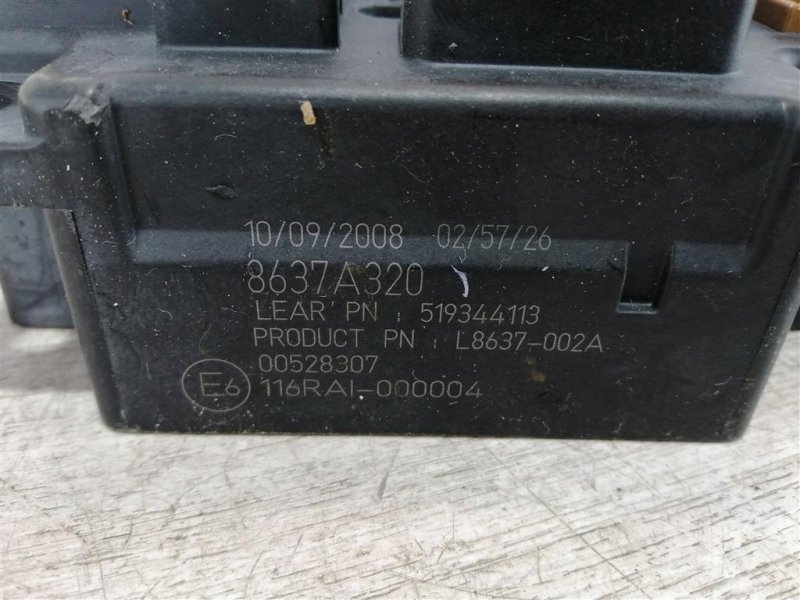 10/09/2008 02/57/26
8637A320
LEAR PN : 519344113
PRODUCT PN : L8637-002A
00528307
E6 116RAI-000004